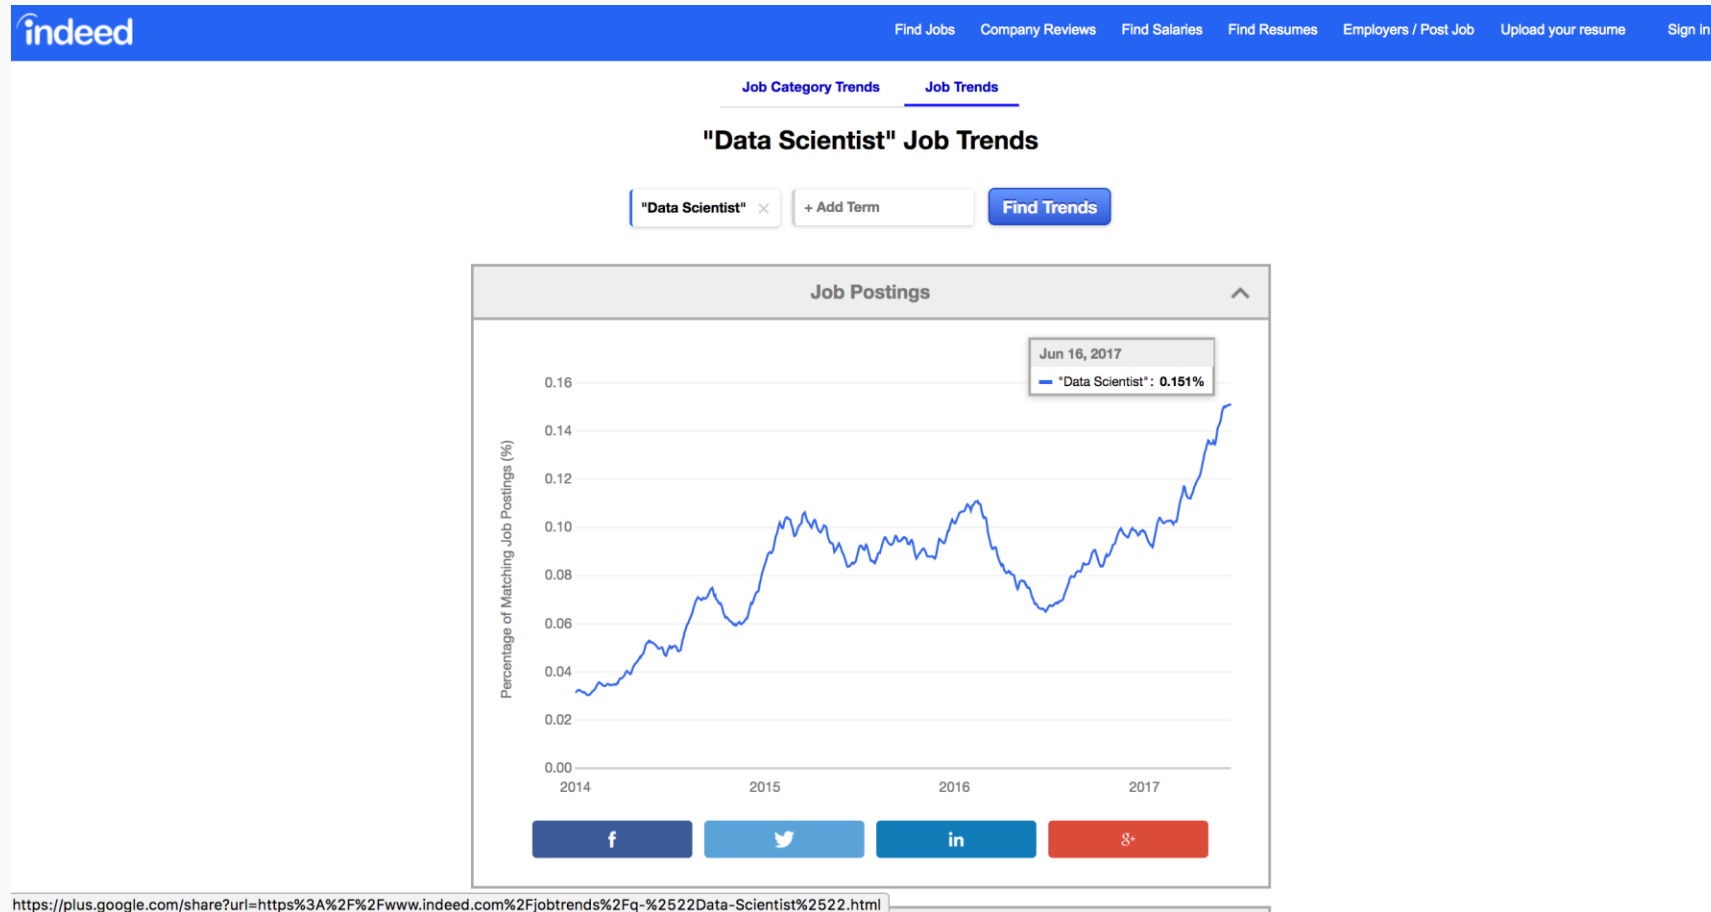 indeed
Find Jobs Company Reviews Find Salaries Find Resumes Employers / Post Job Upload your resume Sign in
Job Category Trends Job Trends
"Data Scientist" Job Trends
"Data Scientist" × + Add Term Find Trends
Job Postings
Jun 16, 2017
"Data Scientist": 0.151%
Percentage of Matching Job Postings (%)
0.16
0.14
0.12
0.10
0.08
0.06
0.04
0.02
0.00
2014 2015 2016 2017
f in 8+
https://plus.google.com/share?url=https%3A%2F%2Fwww.indeed.com%2Fjobtrends%2Fq-%2522Data-Scientist%2522.html